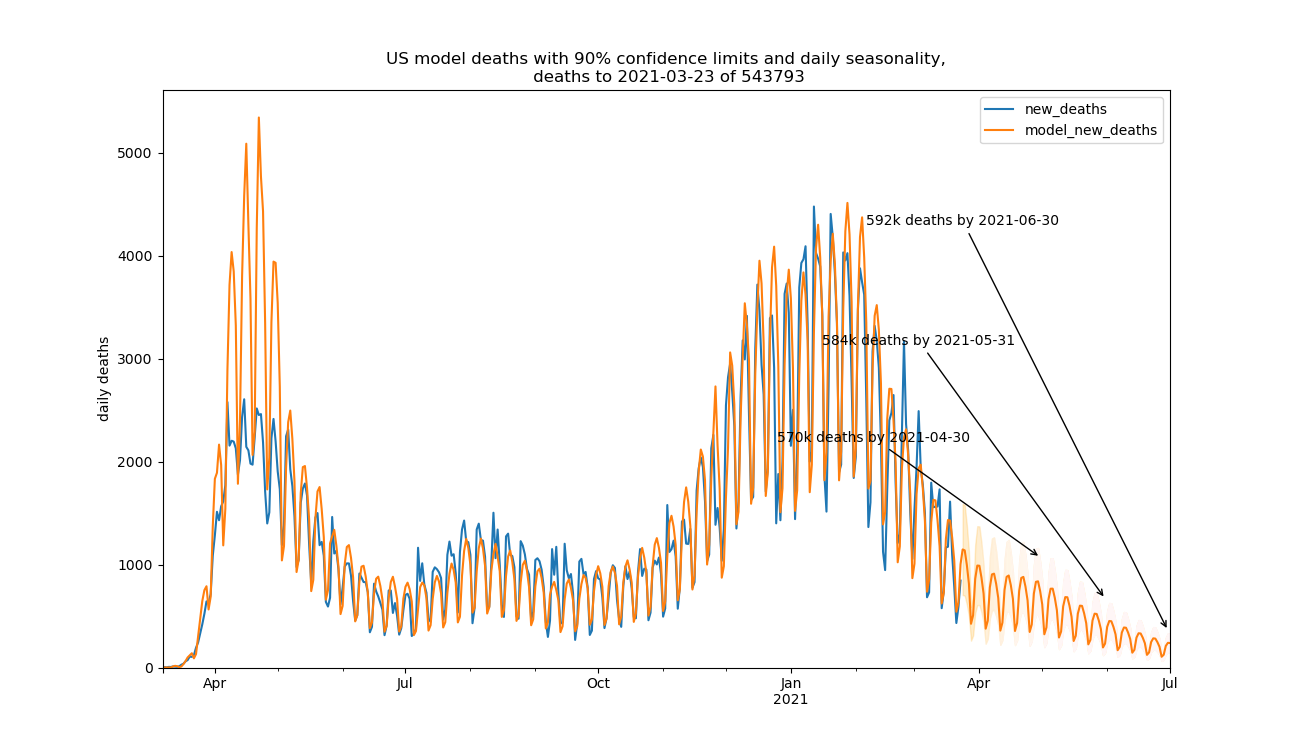 US model deaths with 90% confidence limits and daily seasonality,
deaths to 2021-03-23 of 543793
new_deaths
model_new_deaths
5000
592k deaths by 2021-06-30
4000
584k deaths by 2021-05-31
3000
570k deaths by 2021-04-30
2000
1000
0
daily deaths
Apr
Jul
Oct
Jan
2021
Apr
Jul